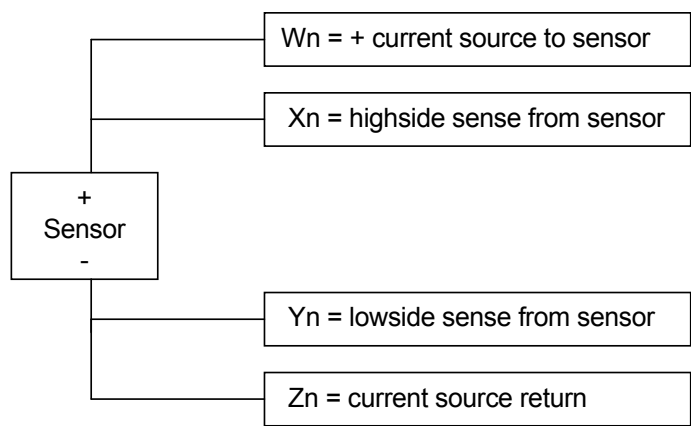 Wn = + current source to sensor
Xn = highside sense from sensor
+
Sensor
-
Yn = lowside sense from sensor
Zn = current source return